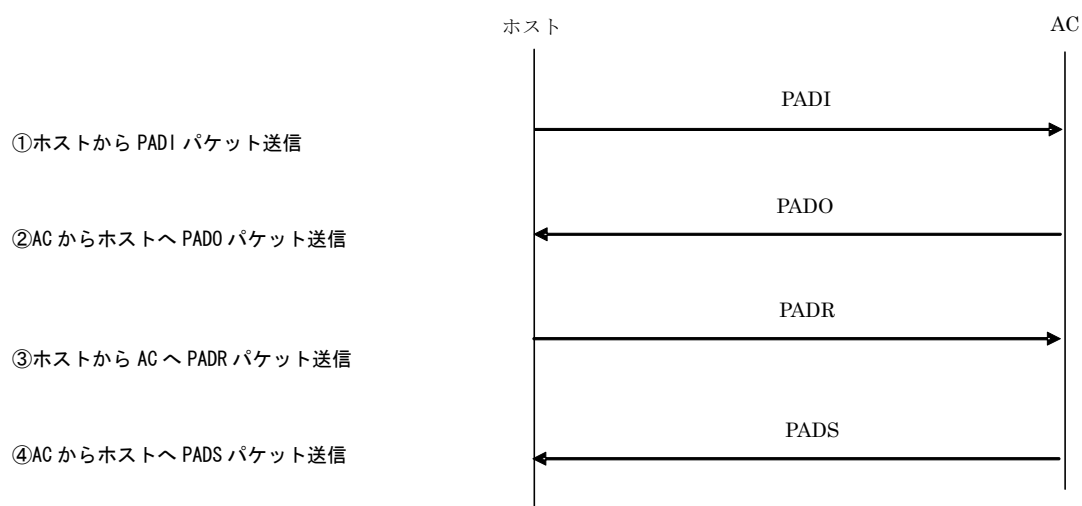 ホスト
AC
PADI
①ホストから PADI パケット送信
PADO
②AC からホストへ PADO パケット送信
PADR
③ホストから AC へ PADR パケット送信
PADS
④AC からホストへ PADS パケット送信